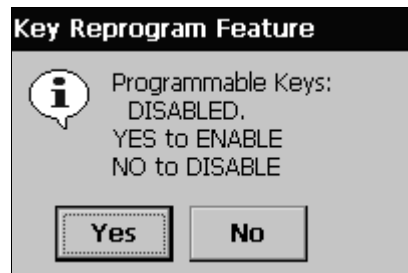 Key Reprogram Feature
Programmable Keys:
DISABLED.
YES to ENABLE
NO to DISABLE
Yes No